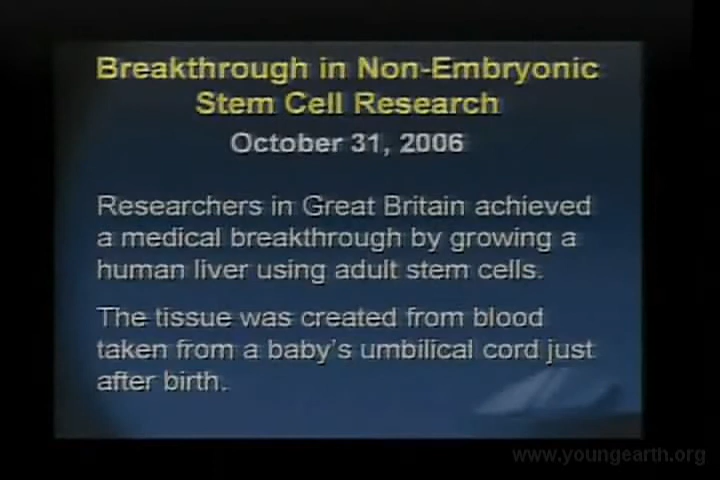 Breakthrough in Non-Embryonic
Stem Cell Research
October 31, 2006
Researchers in Great Britain achieved
a medical breakthrough by growing a
human liver using adult stem cells.
The tissue was created from blood
taken from a baby's umbilical cord just
after birth.
www.youngearth.org